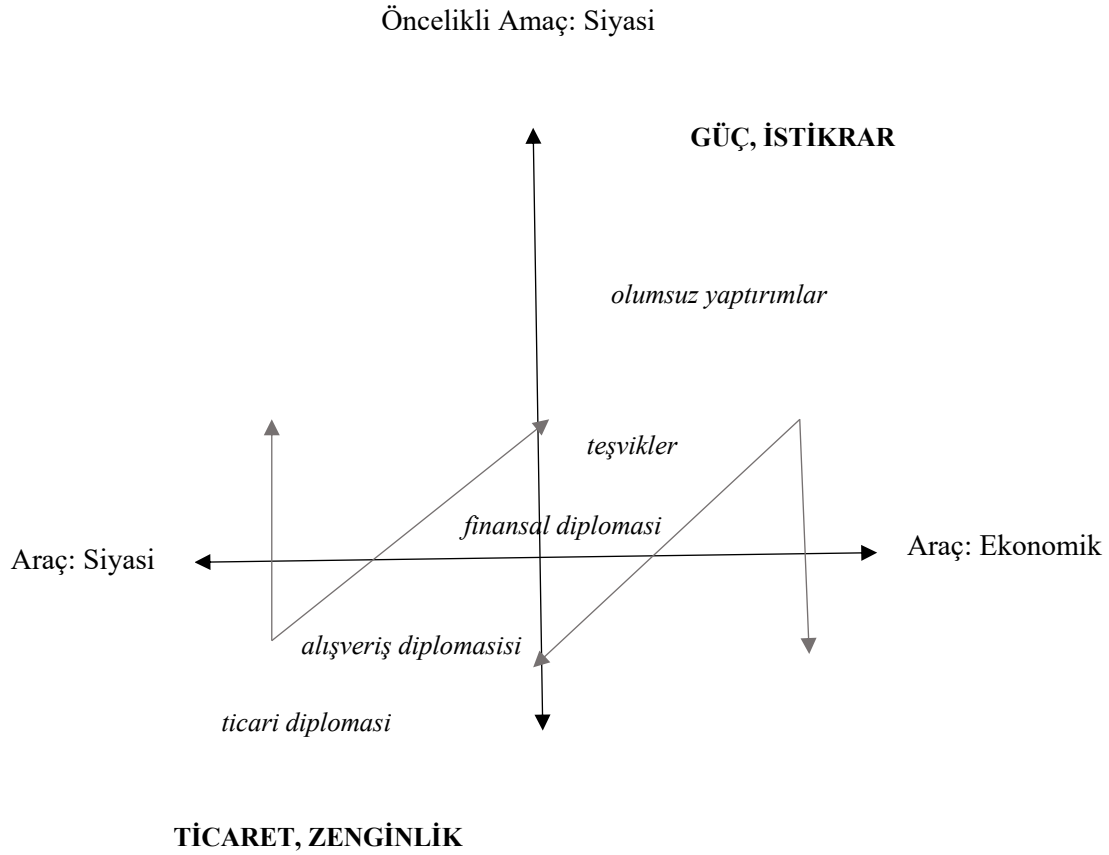 Öncelikli Amaç: Siyasi
GÜÇ, İSTİKRAR
olumsuz yaptırımlar
teşvikler
finansal diplomasi
Araç: Siyasi
Araç: Ekonomik
alışveriş diplomasisi
ticari diplomasi
TİCARET, ZENGİNLİK